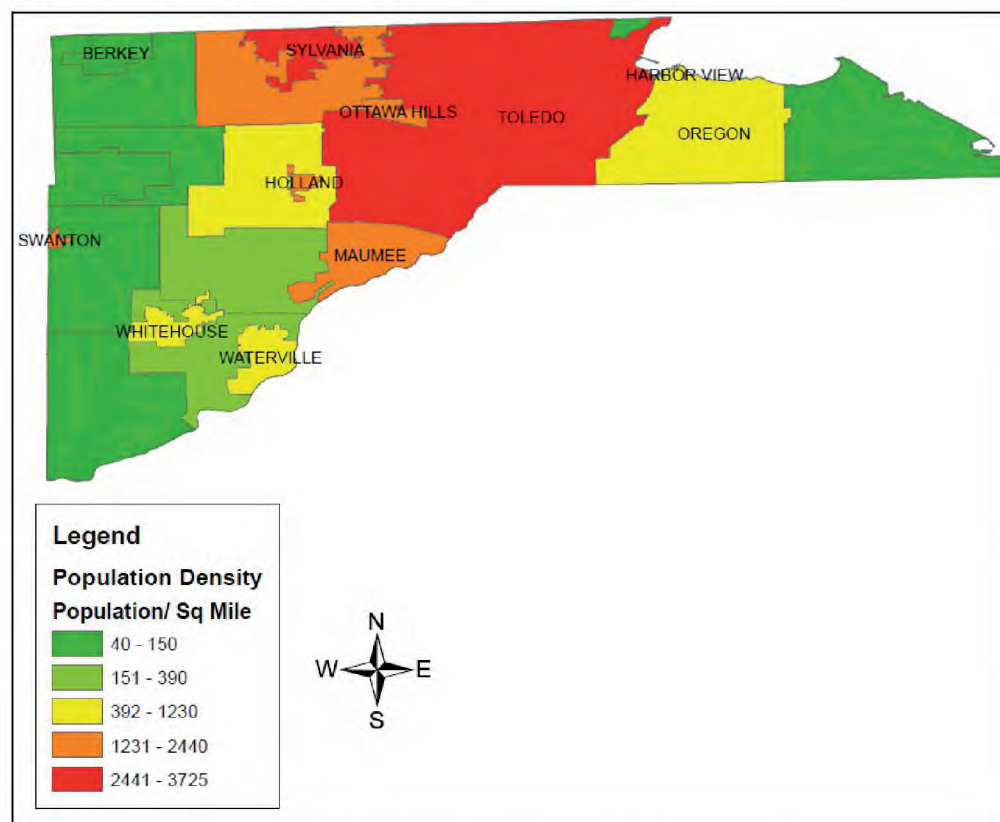 BERKEY
SYLVANIA
HARBOR VIEW
OTTAWA HILLS
TOLEDO
OREGON
HOLLAND
SWANTON
MAUMEE
WHITEHOUSE
WATERVILLE
Legend
Population Density
Population/ Sq Mile
40 - 150
151 - 390
392 - 1230
1231 - 2440
2441 - 3725
N
W E
S